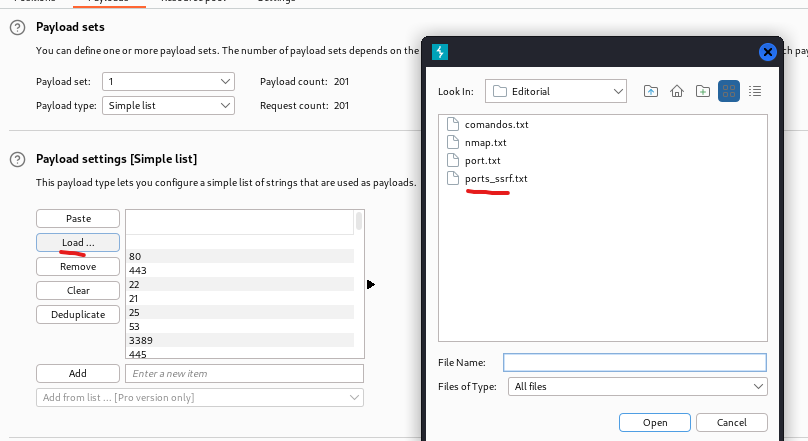 Payload sets
You can define one or more payload sets. The number of payload sets depends on the
Payload set: 1 Payload count: 201
Payload type: Simple list Request count: 201
Payload settings [Simple list]
This payload type lets you configure a simple list of strings that are used as payloads.
Paste
Load ...
Remove
Clear
Deduplicate
80
443
22
21
25
53
3389
445
Add Enter a new item
Add from list ... [Pro version only]
Look In: Editorial
comandos.txt
nmap.txt
port.txt
ports_ssrf.txt
File Name:
Files of Type: All files
Open Cancel